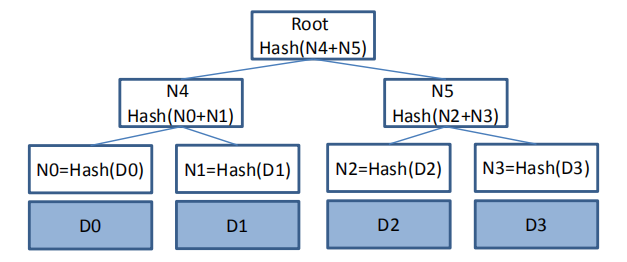 Root
Hash(N4+N5)
N4
Hash(N0+N1)
N5
Hash(N2+N3)
N0=Hash(D0)
N1=Hash(D1)
N2=Hash(D2)
N3=Hash(D3)
D0
D1
D2
D3